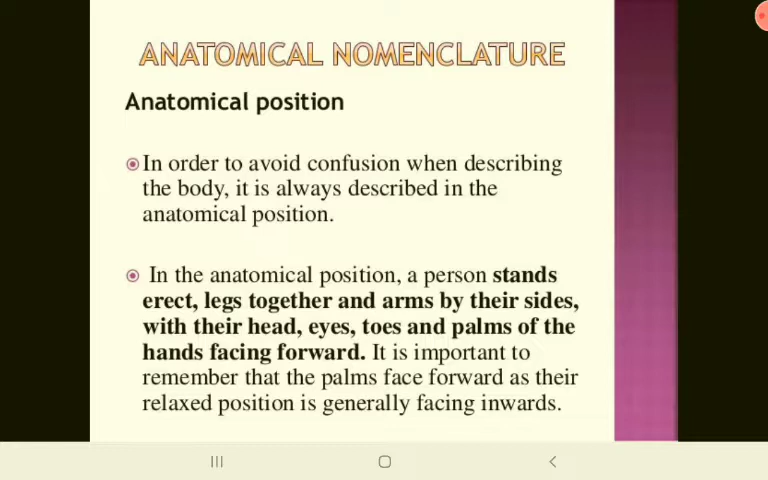 ANATOMICAL NOMENCLATURE
Anatomical position
In order to avoid confusion when describing
the body, it is always described in the
anatomical position.
In the anatomical position, a person stands
erect, legs together and arms by their sides,
with their head, eyes, toes and palms of the
hands facing forward. It is important to
remember that the palms face forward as their
relaxed position is generally facing inwards.